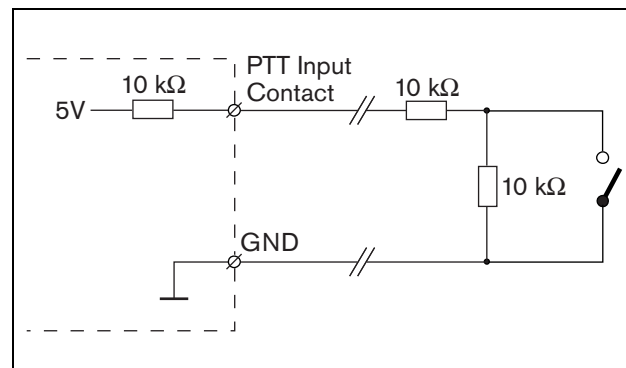 PTT Input
Contact
10 kΩ
5V
10 kΩ
10 kΩ
GND